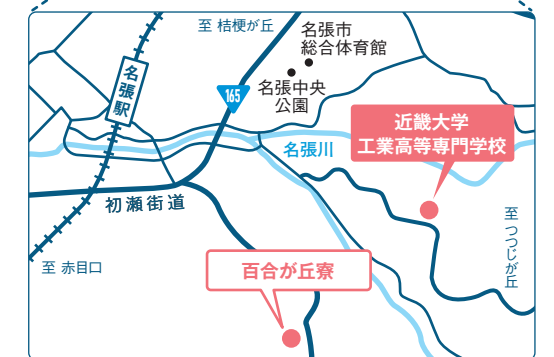 至 桔梗が丘
名張市
総合体育館
名張駅
165
名張中央
公園
近畿大学
工業高等専門学校
名張川
初瀬街道
至 つつじが丘
至 赤目口
百合が丘寮